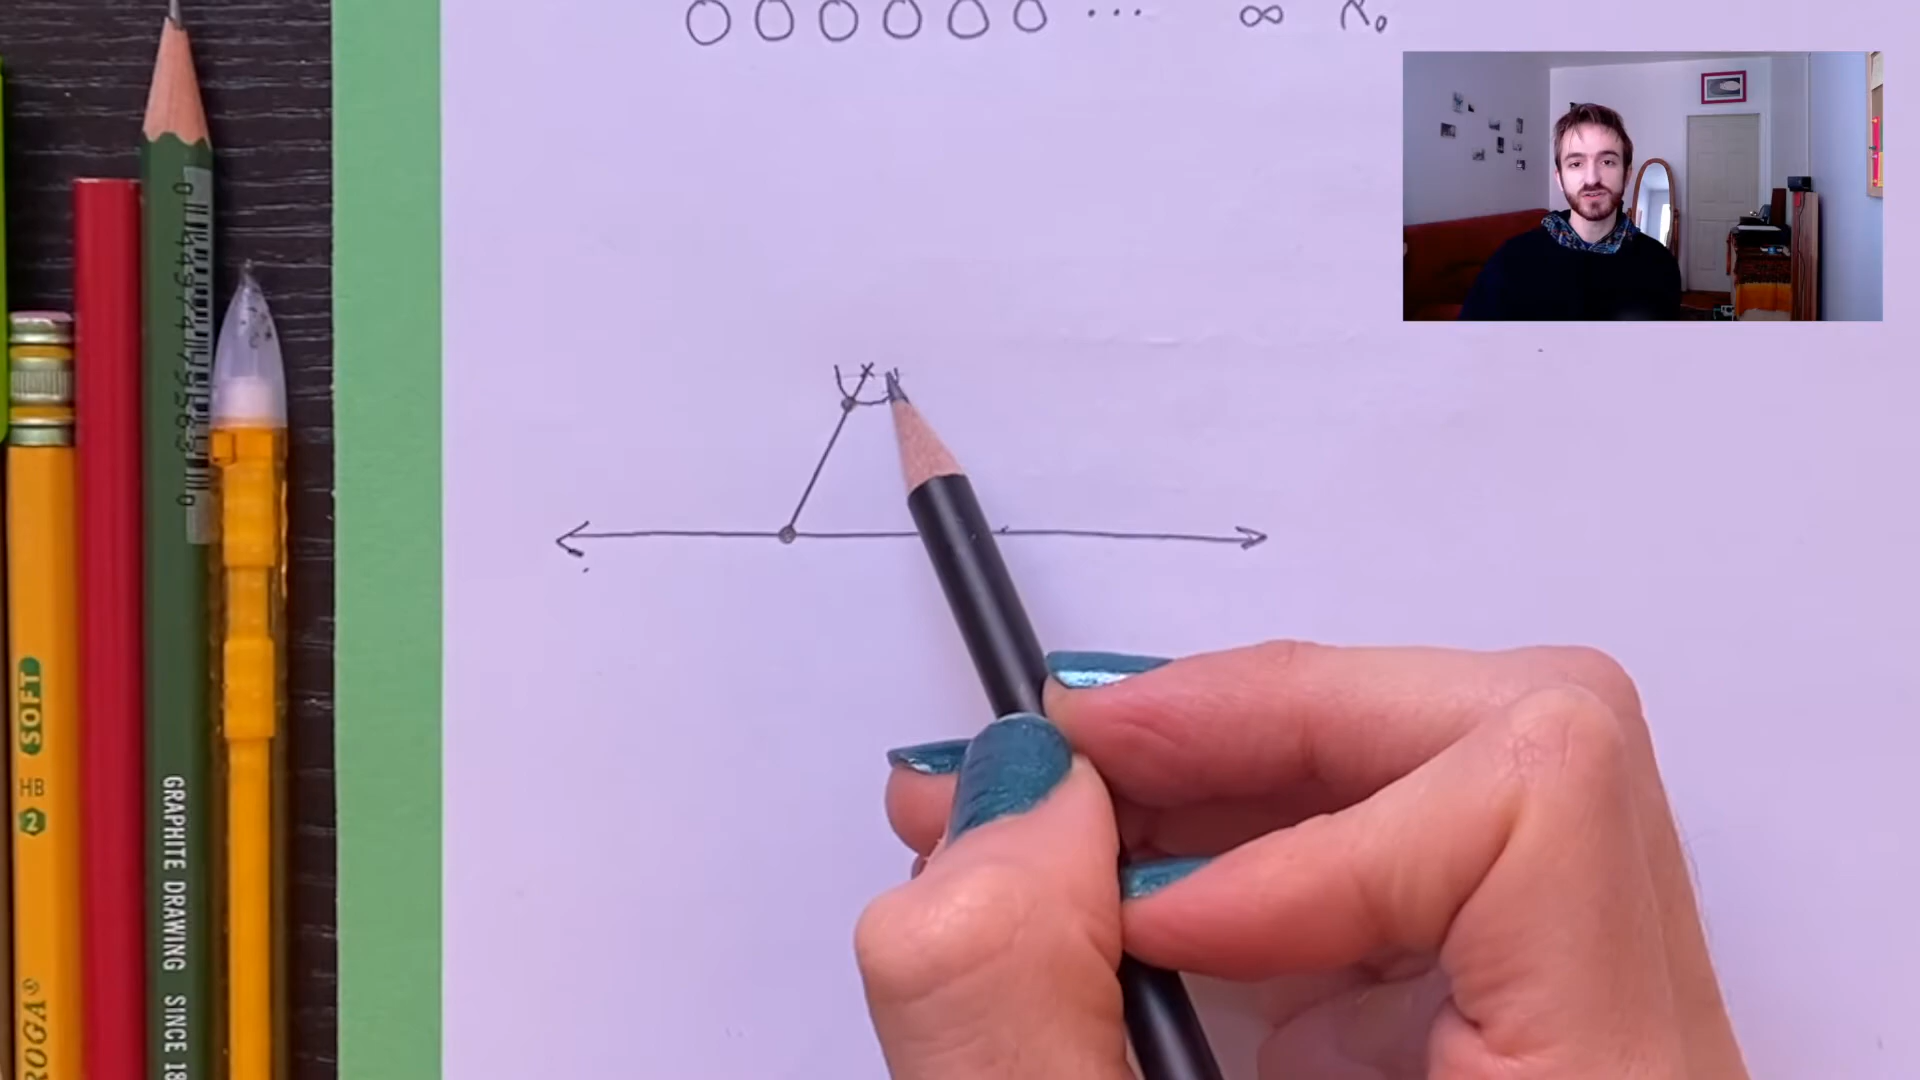 ○○○○○○... ∞ ℵ₀
SOFT
HB
2
GRAPHITE DRAWING SINCE 18